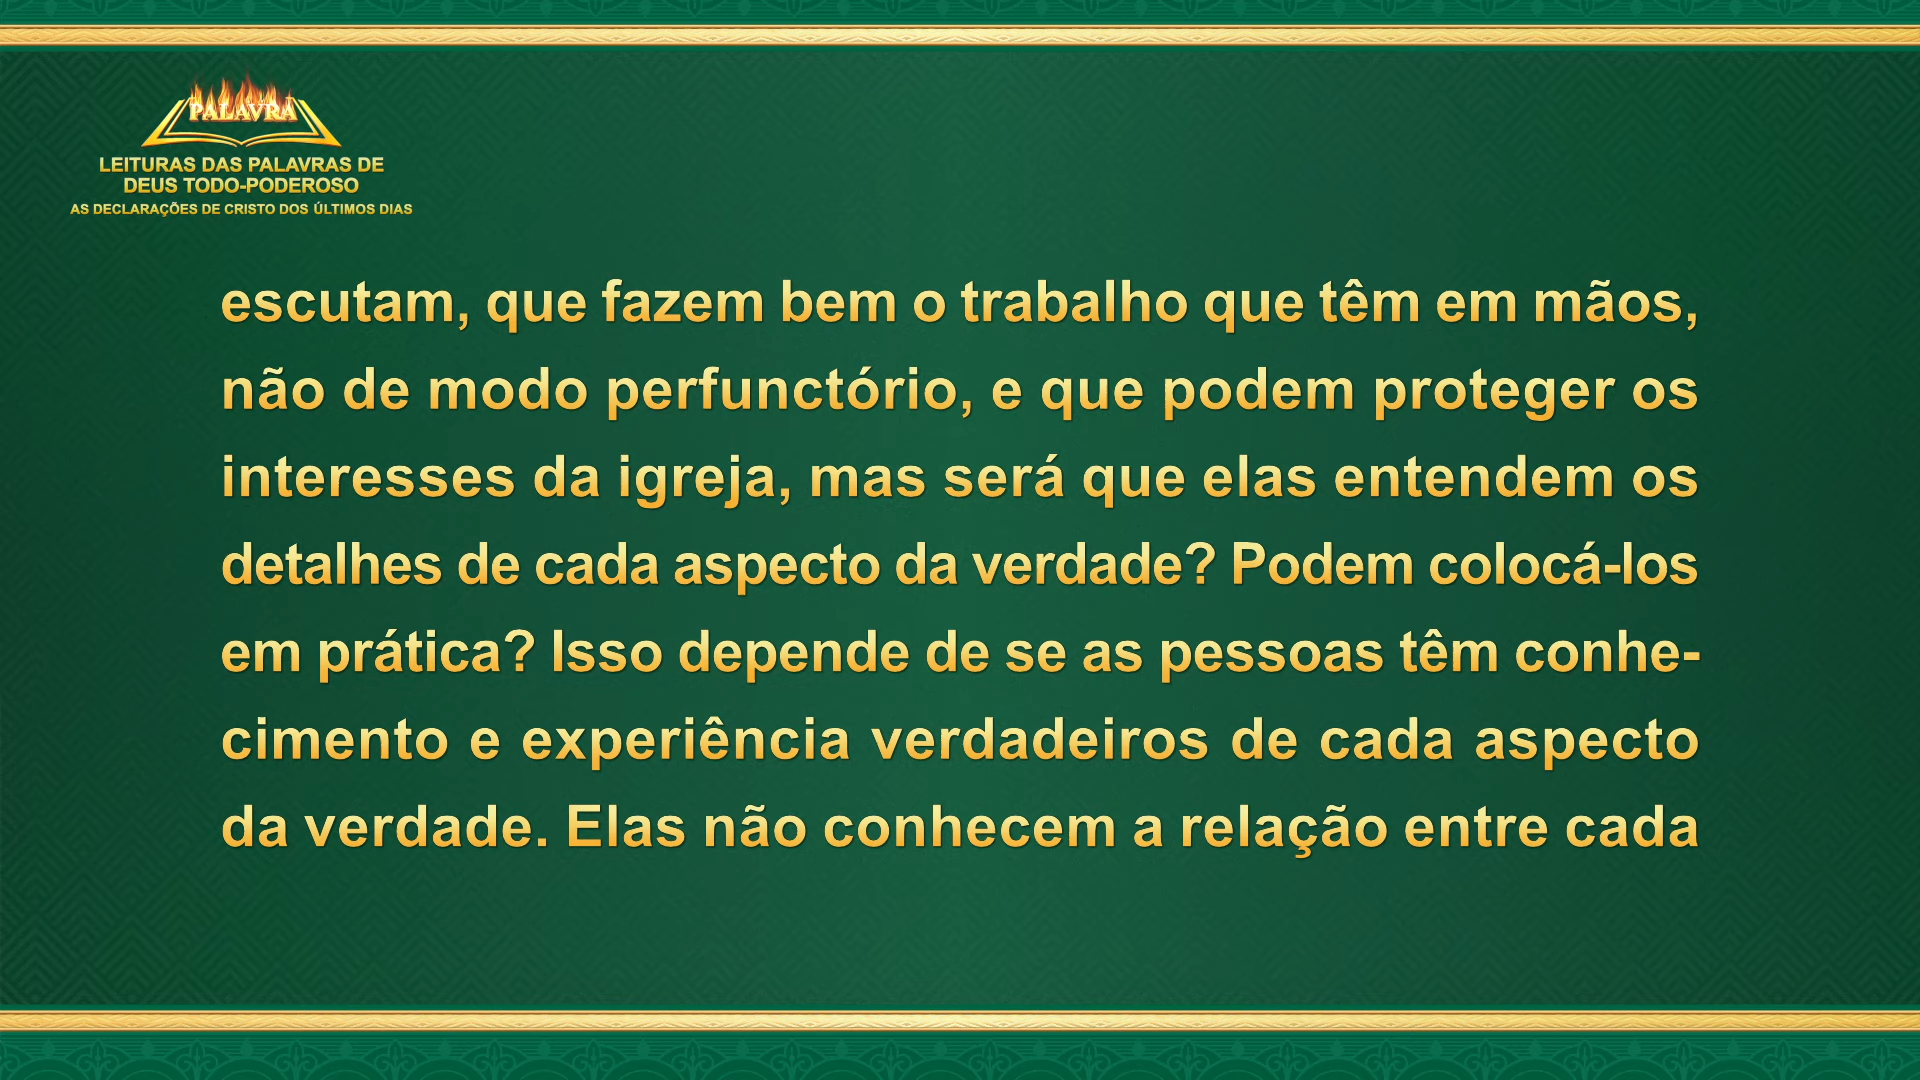 PALAVRA
LEITURAS DAS PALAVRAS DE
DEUS TODO-PODEROSO
AS DECLARAÇÕES DE CRISTO DOS ÚLTIMOS DIAS
escutam, que fazem bem o trabalho que têm em mãos,
não de modo perfunctório, e que podem proteger os
interesses da igreja, mas será que elas entendem os
detalhes de cada aspecto da verdade? Podem colocá-los
em prática? Isso depende de se as pessoas têm conhe-
cimento e experiência verdadeiros de cada aspecto
da verdade. Elas não conhecem a relação entre cada